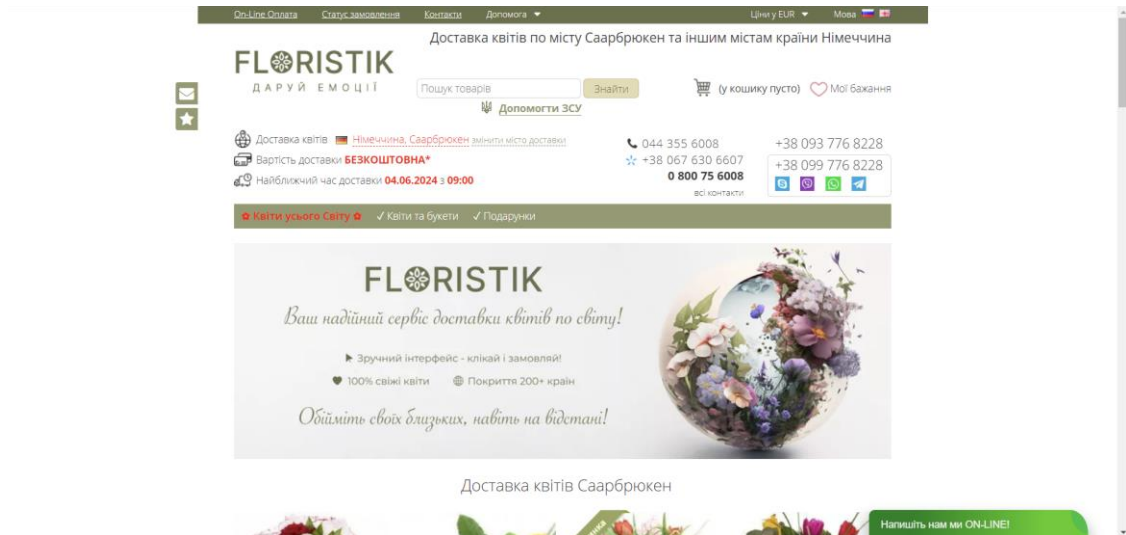 On-Line Оплата Статус замовлення Контакти Допомога Ціни у EUR Мова
Доставка квітів по місту Саарбрюкен та іншим містам країни Німеччина
FLORISTIK
ДАРУЙ ЕМОЦІЇ
Пошук товарів Знайти (у кошику пусто) Мої бажання
Допомогти ЗСУ
Доставка квітів Німеччина, Саарбрюкен змінити місто доставки
Вартість доставки БЕЗКОШТОВНА*
Найближчий час доставки 04.06.2024 з 09:00
044 355 6008 +38 093 776 8228
+38 067 630 6607 +38 099 776 8228
0 800 75 6008
всі контакти
Квіти усього Світу ✓ Квіти та букети ✓ Подарунки
FLORISTIK
Ваш надійний сервіс доставки квітів по світу!
Зручний інтерфейс - клікай і замовляй!
100% свіжі квіти Покриття 200+ країн
Обійміть своїх близьких, навіть на відстані!
Доставка квітів Саарбрюкен
Напишіть нам ми ON-LINE!